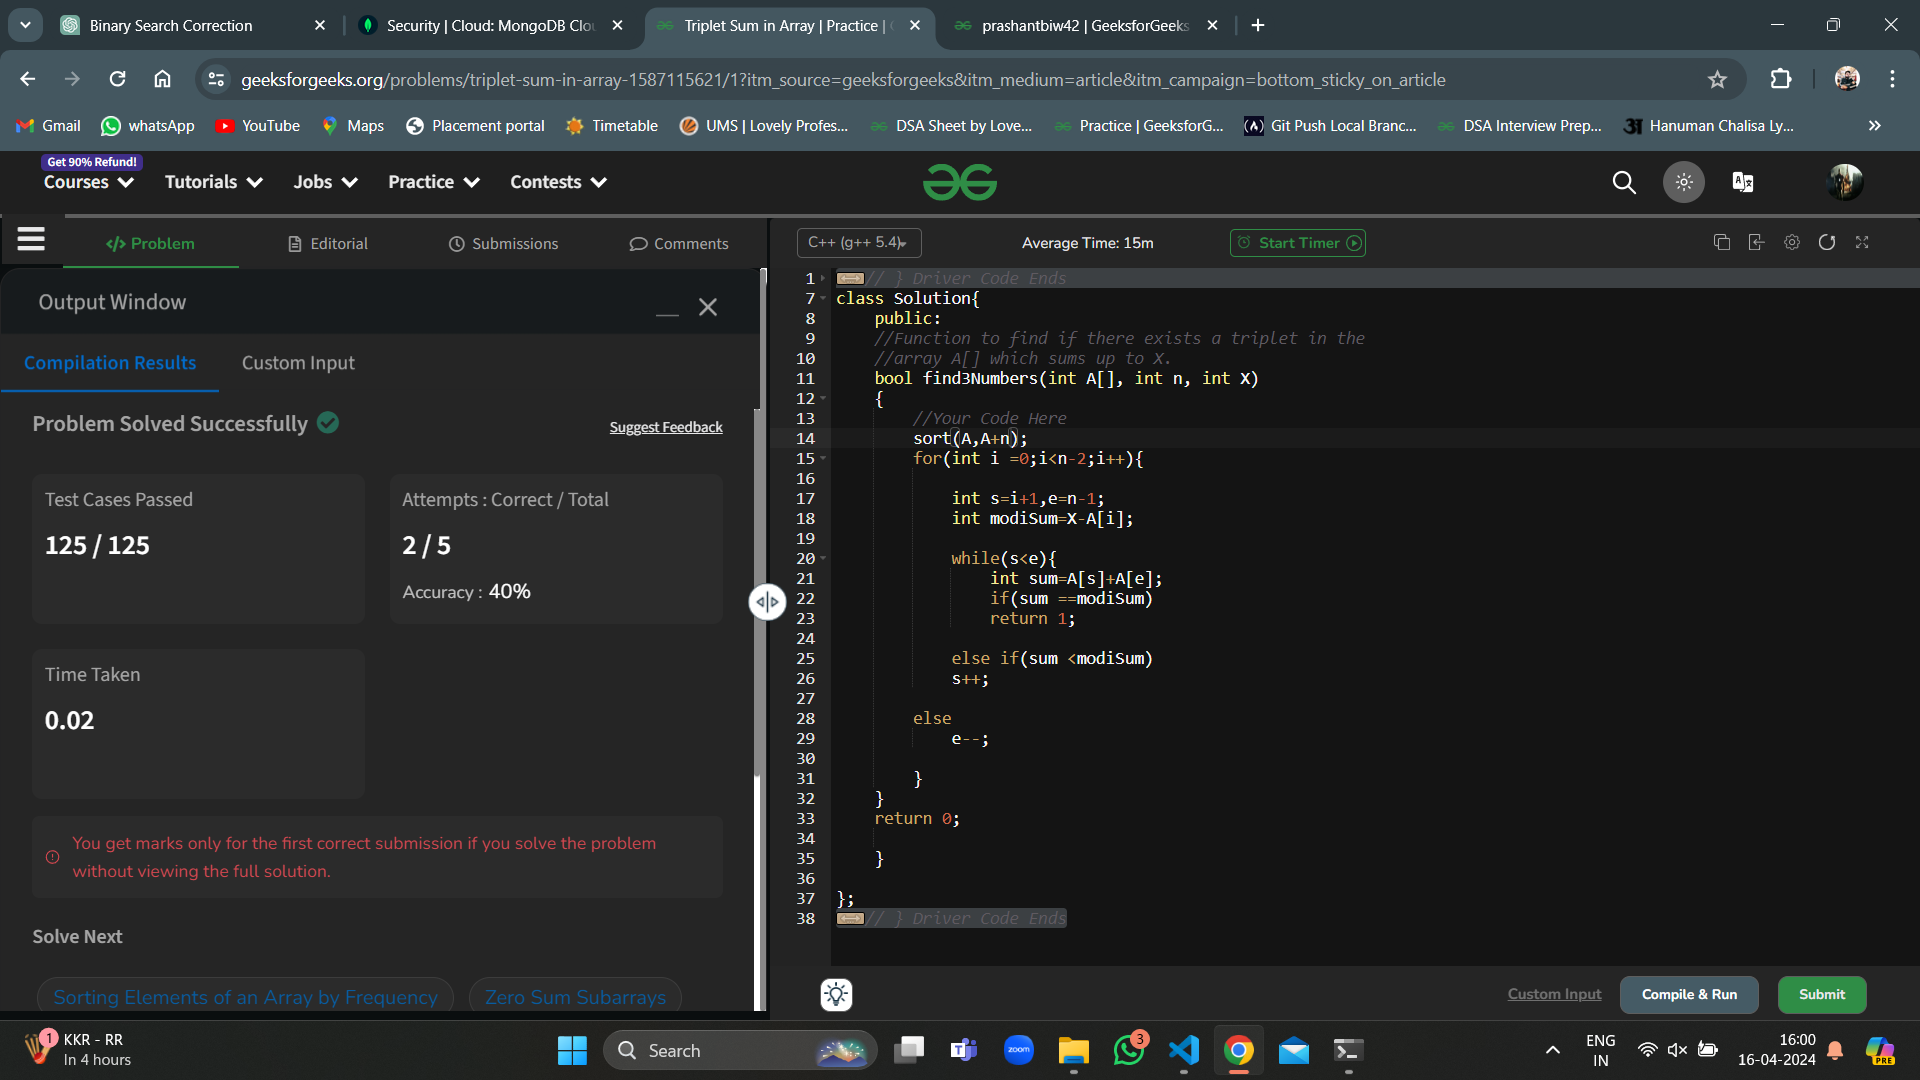 Binary Search Correction
Security | Cloud: MongoDB Clo
Triplet Sum in Array | Practice |
prashantbiw42 | GeeksforGeeks
geeksforgeeks.org/problems/triplet-sum-in-array-1587115621/1?itm_source=geeksforgeeks&itm_medium=article&itm_campaign=bottom_sticky_on_article
Gmail
whatsApp
YouTube
Maps
Placement portal
Timetable
UMS | Lovely Profes...
DSA Sheet by Love...
Practice | GeeksforG...
Git Push Local Branc...
DSA Interview Prep...
Hanuman Chalisa Ly...
Get 90% Refund!
Courses
Tutorials
Jobs
Practice
Contests
Problem
Editorial
Submissions
Comments
C++ (g++ 5.4)
Average Time: 15m
Start Timer
Output Window
Compilation Results
Custom Input
Problem Solved Successfully
Suggest Feedback
Test Cases Passed
125 / 125
Attempts : Correct / Total
2 / 5
Accuracy : 40%
Time Taken
0.02
You get marks only for the first correct submission if you solve the problem
without viewing the full solution.
Solve Next
Sorting Elements of an Array by Frequency
Zero Sum Subarrays
1 // } Driver Code Ends
7 class Solution{
8 public:
9 //Function to find if there exists a triplet in the
10 //array A[] which sums up to X.
11 bool find3Numbers(int A[], int n, int X)
12 {
13 //Your Code Here
14 sort(A,A+n);
15 for(int i =0;i<n-2;i++){
16
17 int s=i+1,e=n-1;
18 int modiSum=X-A[i];
19
20 while(s<e){
21 int sum=A[s]+A[e];
22 if(sum ==modiSum)
23 return 1;
24
25 else if(sum <modiSum)
26 s++;
27
28 else
29 e--;
30
31 }
32 }
33 return 0;
34
35 }
36
37 };
38 // } Driver Code Ends
Custom Input
Compile & Run
Submit
1
KKR - RR
In 4 hours
Search
zoom
3
ENG
IN
16:00
16-04-2024
PRE